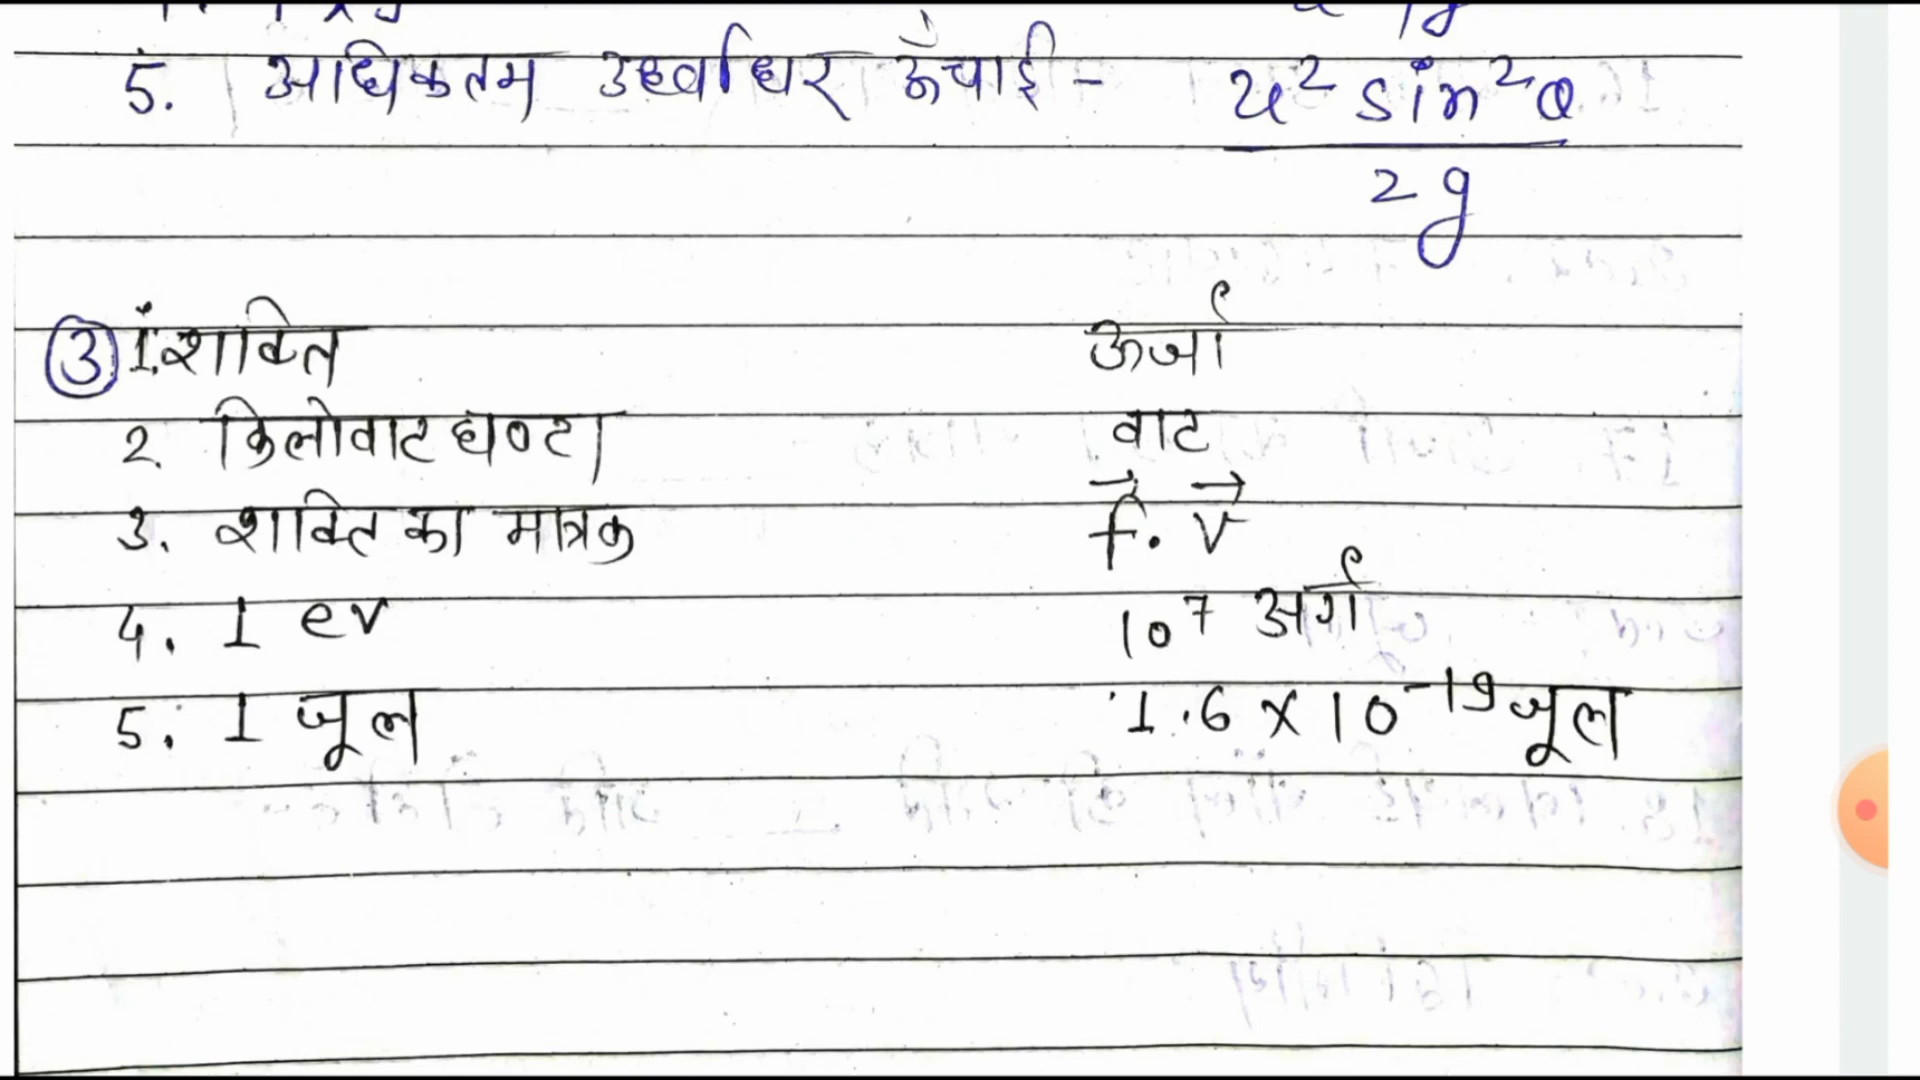 5. अधिकतम उर्ध्वाधर ऊँचाई - u² sin²θ
2g
③ 1. शक्ति ऊर्जा
2. किलोवाट घण्टा वाट
3. शक्ति का मात्रक f⃗. v⃗
4. 1 ev 10⁷ अर्ग
5. 1 जूल 1.6 × 10⁻¹⁹ जूल